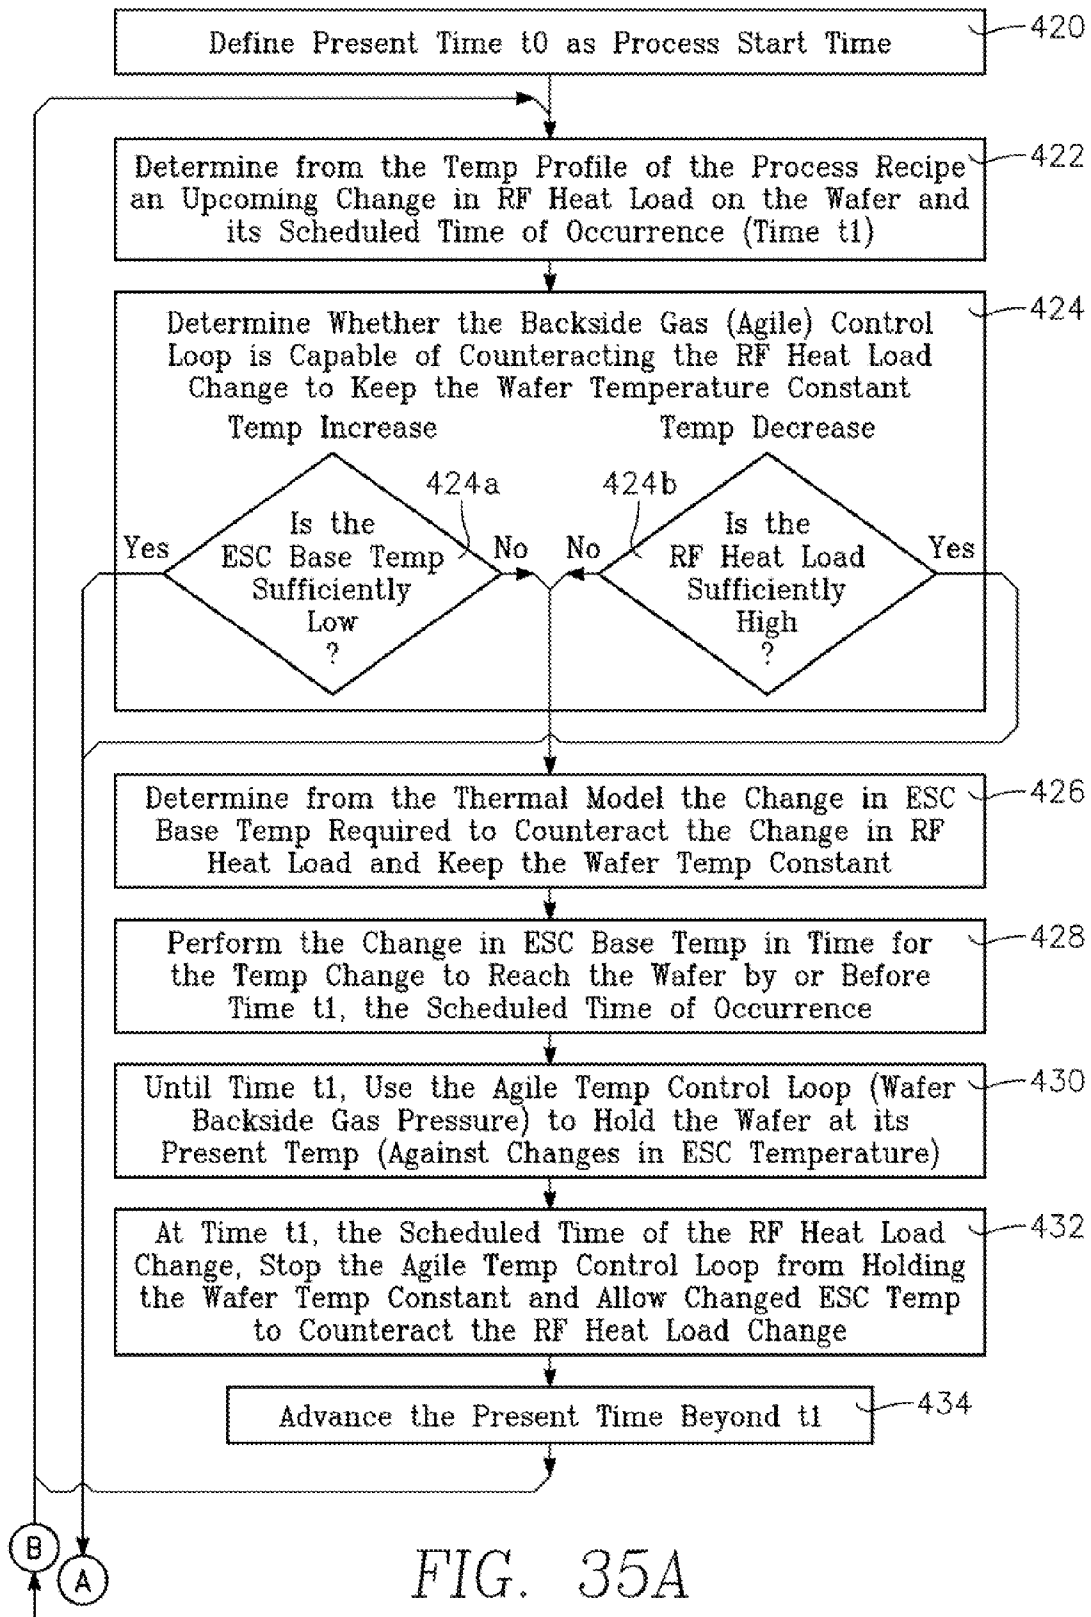 Define Present Time t0 as Process Start Time
420
Determine from the Temp Profile of the Process Recipe
an Upcoming Change in RF Heat Load on the Wafer and
its Scheduled Time of Occurrence (Time t1)
422
Determine Whether the Backside Gas (Agile) Control
Loop is Capable of Counteracting the RF Heat Load
Change to Keep the Wafer Temperature Constant
424
Temp Increase
Temp Decrease
424a
424b
Yes
Is the
ESC Base Temp
Sufficiently
Low
?
No
No
Is the
RF Heat Load
Sufficiently
High
?
Yes
Determine from the Thermal Model the Change in ESC
Base Temp Required to Counteract the Change in RF
Heat Load and Keep the Wafer Temp Constant
426
Perform the Change in ESC Base Temp in Time for
the Temp Change to Reach the Wafer by or Before
Time t1, the Scheduled Time of Occurrence
428
Until Time t1, Use the Agile Temp Control Loop (Wafer
Backside Gas Pressure) to Hold the Wafer at its
Present Temp (Against Changes in ESC Temperature)
430
At Time t1, the Scheduled Time of the RF Heat Load
Change, Stop the Agile Temp Control Loop from Holding
the Wafer Temp Constant and Allow Changed ESC Temp
to Counteract the RF Heat Load Change
432
Advance the Present Time Beyond t1
434
B
A
FIG. 35A